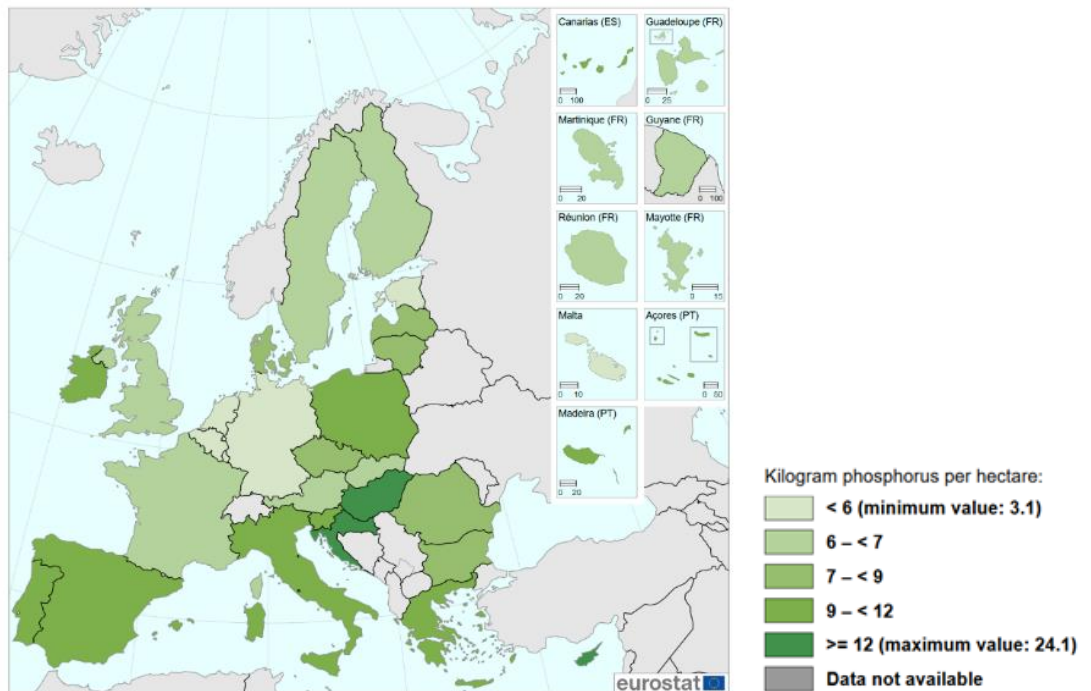 Canarias (ES)
0 100
Guadeloupe (FR)
0 25
Martinique (FR)
0 20
Guyane (FR)
0 100
Réunion (FR)
0 20
Mayotte (FR)
0 15
Malta
0 10
Açores (PT)
0 50
Madeira (PT)
0 20
eurostat
Kilogram phosphorus per hectare:
< 6 (minimum value: 3.1)
6 – < 7
7 – < 9
9 – < 12
>= 12 (maximum value: 24.1)
Data not available